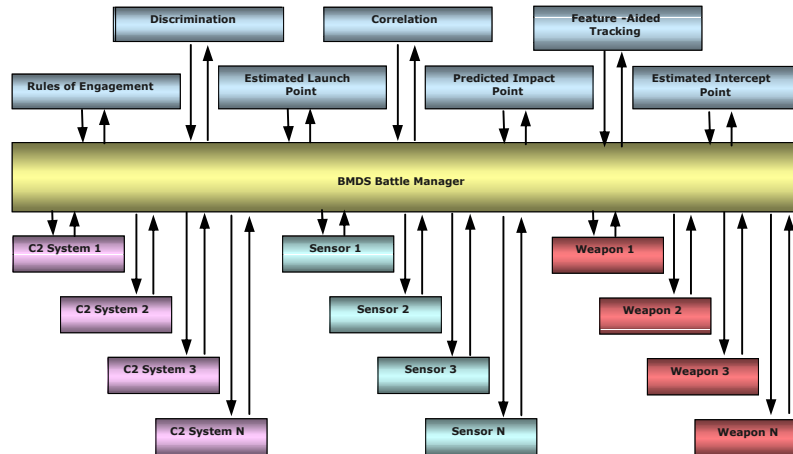 Discrimination
Correlation
Feature -Aided
Tracking
Rules of Engagement
Estimated Launch
Point
Predicted Impact
Point
Estimated Intercept
Point
BMDS Battle Manager
C2 System 1
Sensor 1
Weapon 1
C2 System 2
Sensor 2
Weapon 2
C2 System 3
Sensor 3
Weapon 3
C2 System N
Sensor N
Weapon N